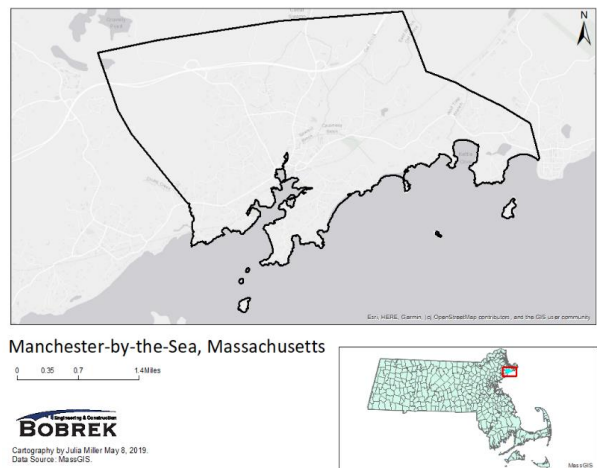 N
Esri, HERE, Garmin, (c) OpenStreetMap contributors, and the GIS user community
Manchester-by-the-Sea, Massachusetts
0 0.35 0.7 1.4 Miles
Engineering & Construction
BOBREK
Cartography by Julia Miller May 8, 2019.
Data Source: MassGIS.
MassGIS